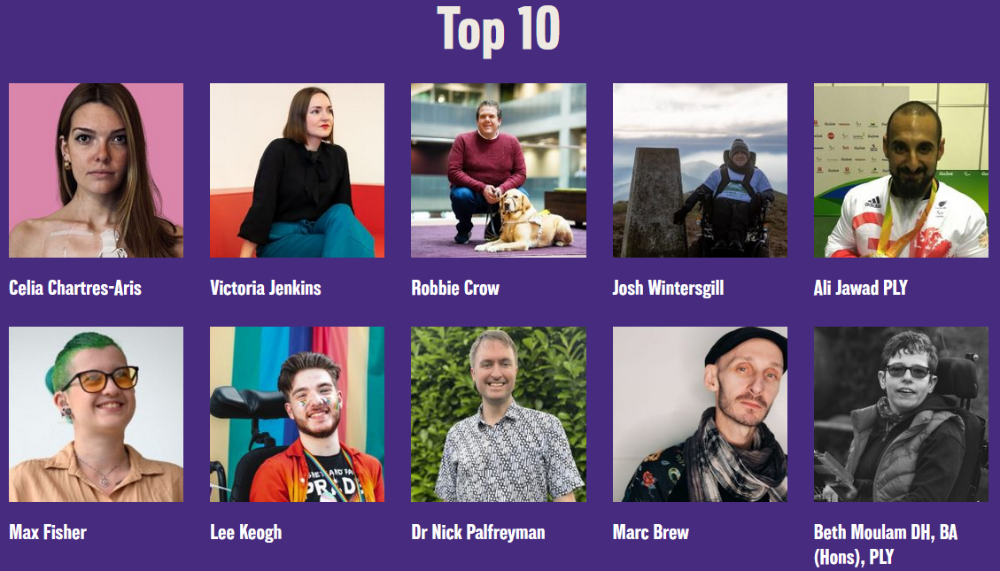 Top 10
Celia Chartres-Aris
Victoria Jenkins
Robbie Crow
Josh Wintersgill
Ali Jawad PLY
Max Fisher
Lee Keogh
Dr Nick Palfreyman
Marc Brew
Beth Moulam DH, BA
(Hons), PLY